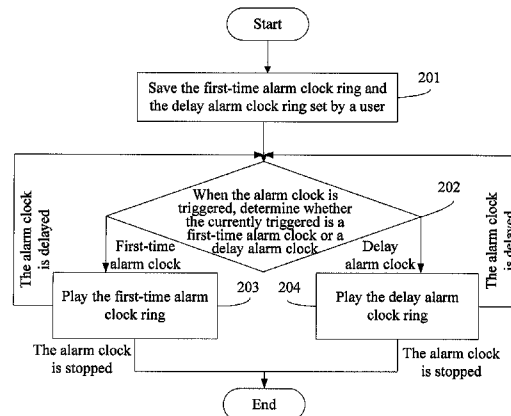 Start
Save the first-time alarm clock ring and
the delay alarm clock ring set by a user
201
When the alarm clock is
triggered, determine whether
the currently triggered is a
first-time alarm clock or a
delay alarm clock
202
The alarm clock
is delayed
First-time
alarm clock
Delay
alarm clock
The alarm clock
is delayed
Play the first-time alarm
clock ring
203
204
Play the delay alarm
clock ring
The alarm clock
is stopped
The alarm clock
is stopped
End